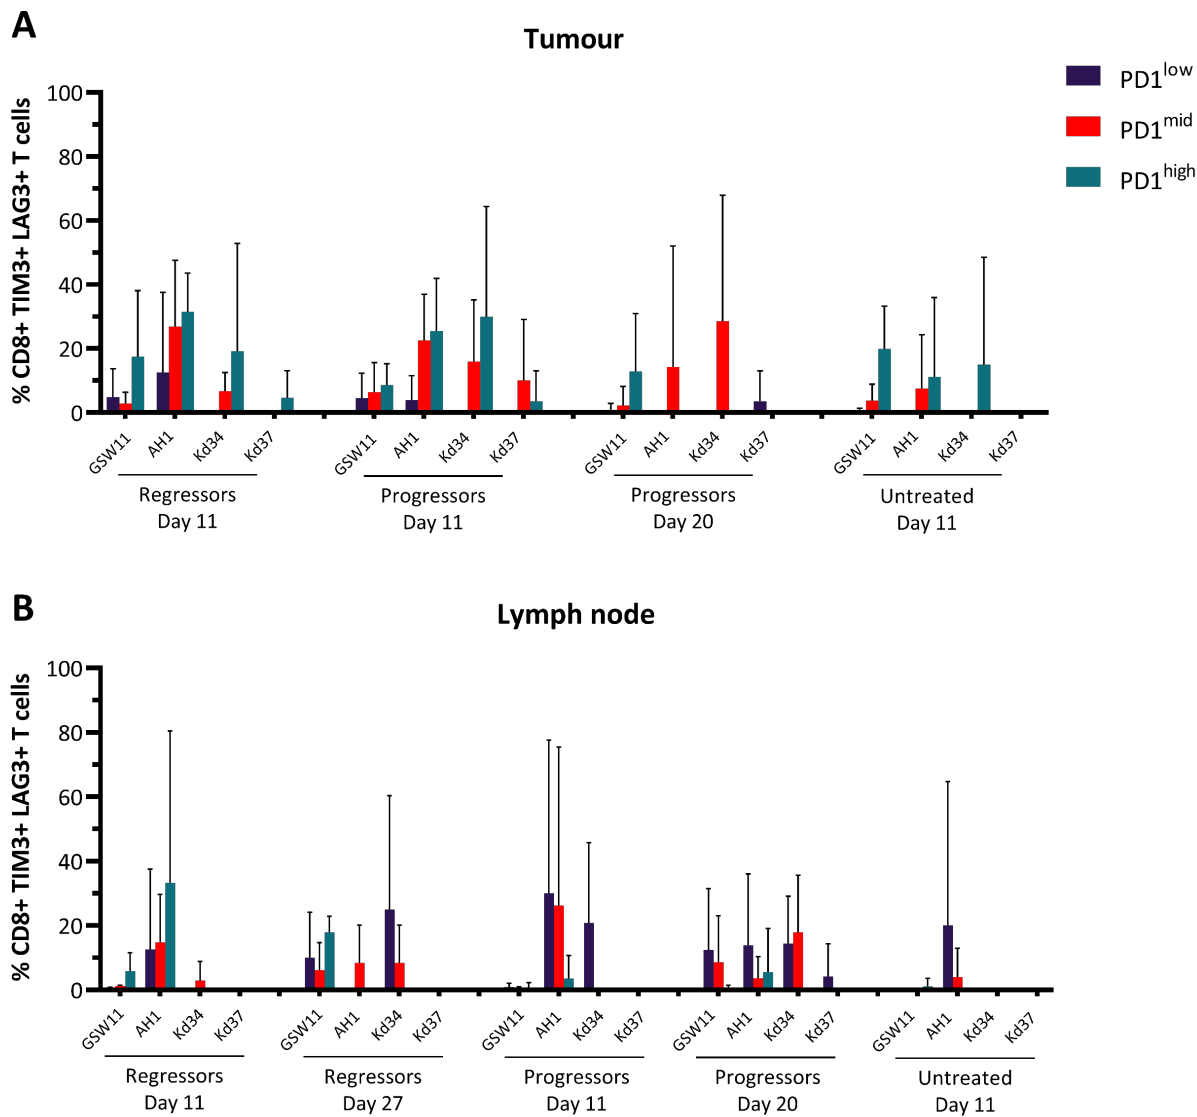 A
Tumour
PD1low
PD1mid
PD1high
% CD8+ TIM3+ LAG3+ T cells
100
80
60
40
20
0
GSW11 AH1 Kd34 Kd37 GSW11 AH1 Kd34 Kd37 GSW11 AH1 Kd34 Kd37 GSW11 AH1 Kd34 Kd37
Regressors Progressors Progressors Untreated
Day 11 Day 11 Day 20 Day 11
B
Lymph node
% CD8+ TIM3+ LAG3+ T cells
100
80
60
40
20
0
GSW11 AH1 Kd34 Kd37 GSW11 AH1 Kd34 Kd37 GSW11 AH1 Kd34 Kd37 GSW11 AH1 Kd34 Kd37 GSW11 AH1 Kd34 Kd37
Regressors Regressors Progressors Progressors Untreated
Day 11 Day 27 Day 11 Day 20 Day 11